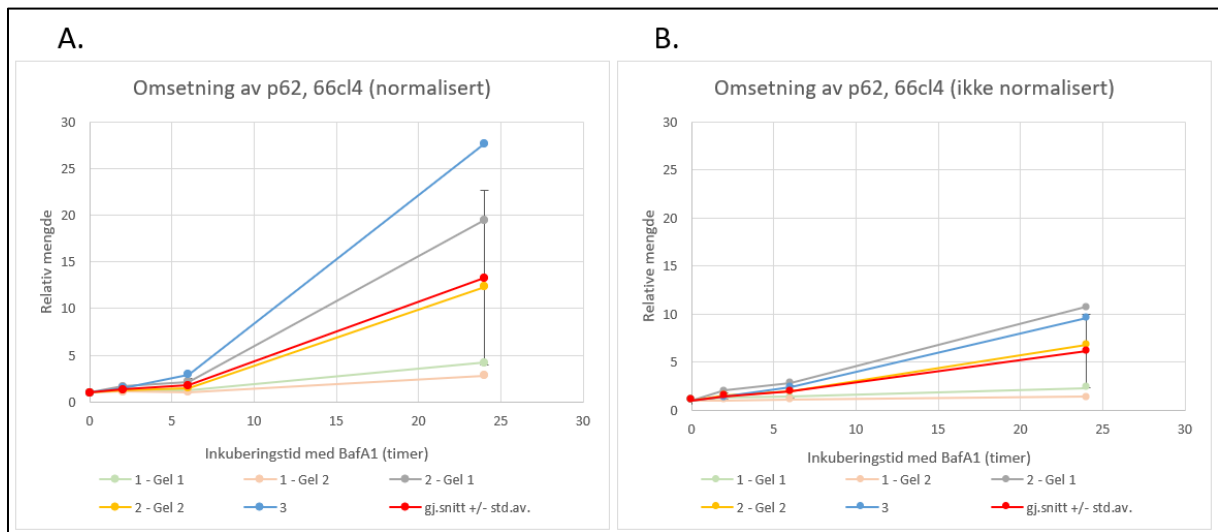 A.
Omsetning av p62, 66cl4 (normalisert)
30
25
20
15
10
5
0
Relativ mengde
0 5 10 15 20 25 30
Inkuberingstid med BafA1 (timer)
1 - Gel 1 1 - Gel 2 2 - Gel 1
2 - Gel 2 3 gj.snitt +/- std.av.
B.
Omsetning av p62, 66cl4 (ikke normalisert)
30
25
20
15
10
5
0
Relative mengde
0 5 10 15 20 25 30
Inkuberingstid med BafA1 (timer)
1 - Gel 1 1 - Gel 2 2 - Gel 1
2 - Gel 2 3 gj.snitt +/- std.av.